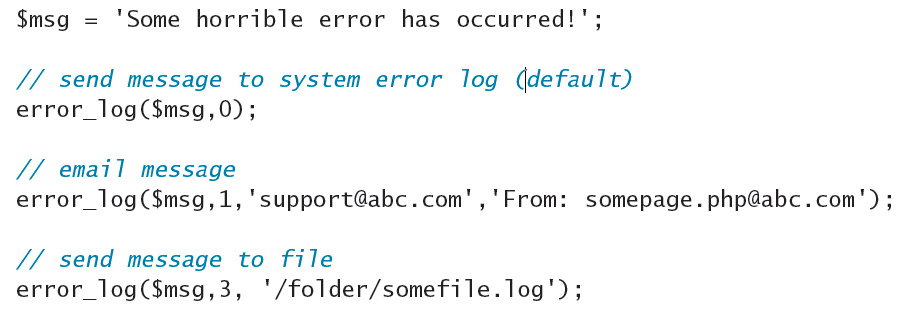 $msg = 'Some horrible error has occurred!';
// send message to system error log (default)
error_log($msg,0);
// email message
error_log($msg,1,'support@abc.com','From: somepage.php@abc.com');
// send message to file
error_log($msg,3, '/folder/somefile.log');